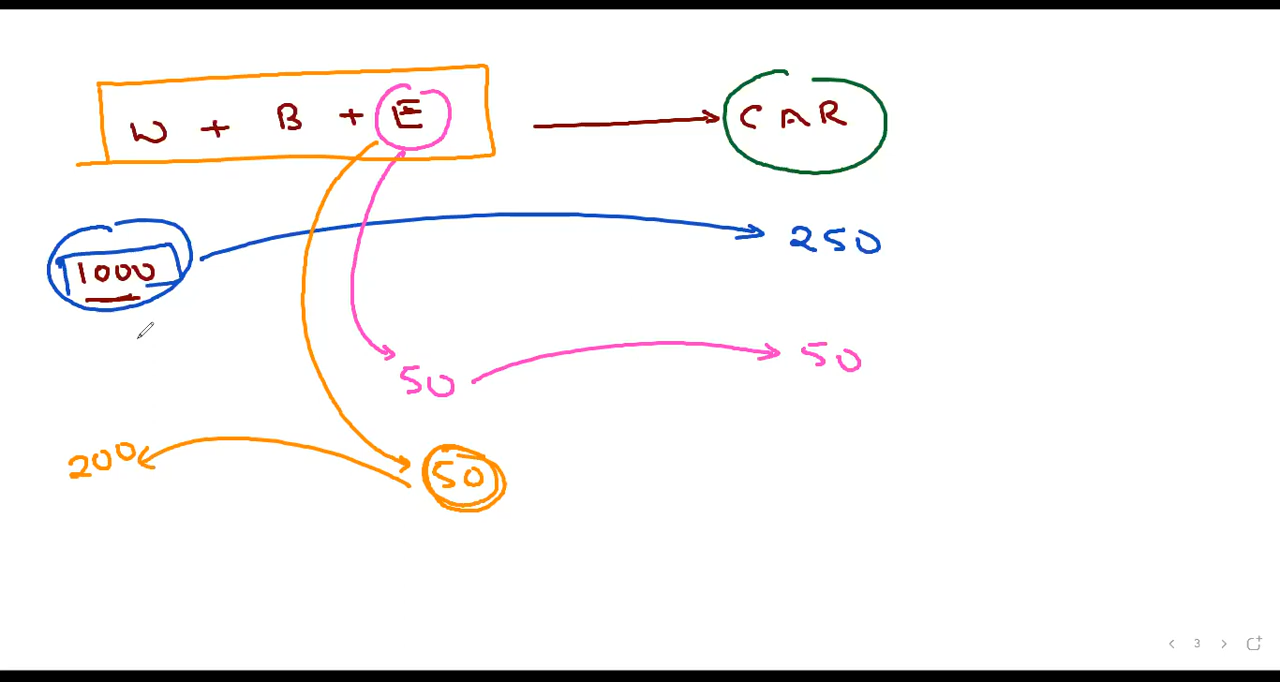 W + B + E → CAR
1000 → 250
50 → 50
200 ← 50
3